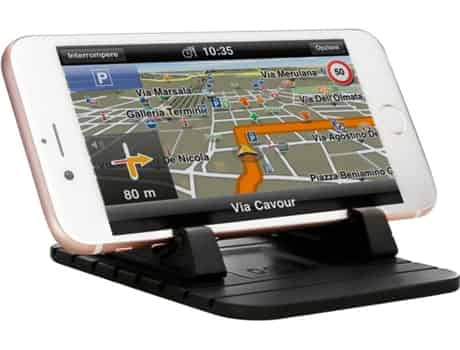 Interrompere
10:35
Opzioni
P
Via Merulana
50
Via Marsala
Via Dell'Olmata
Galleria Termini
Via Agostino De
De Nicola
Piazza Beniamino
80 m
Via Cavour